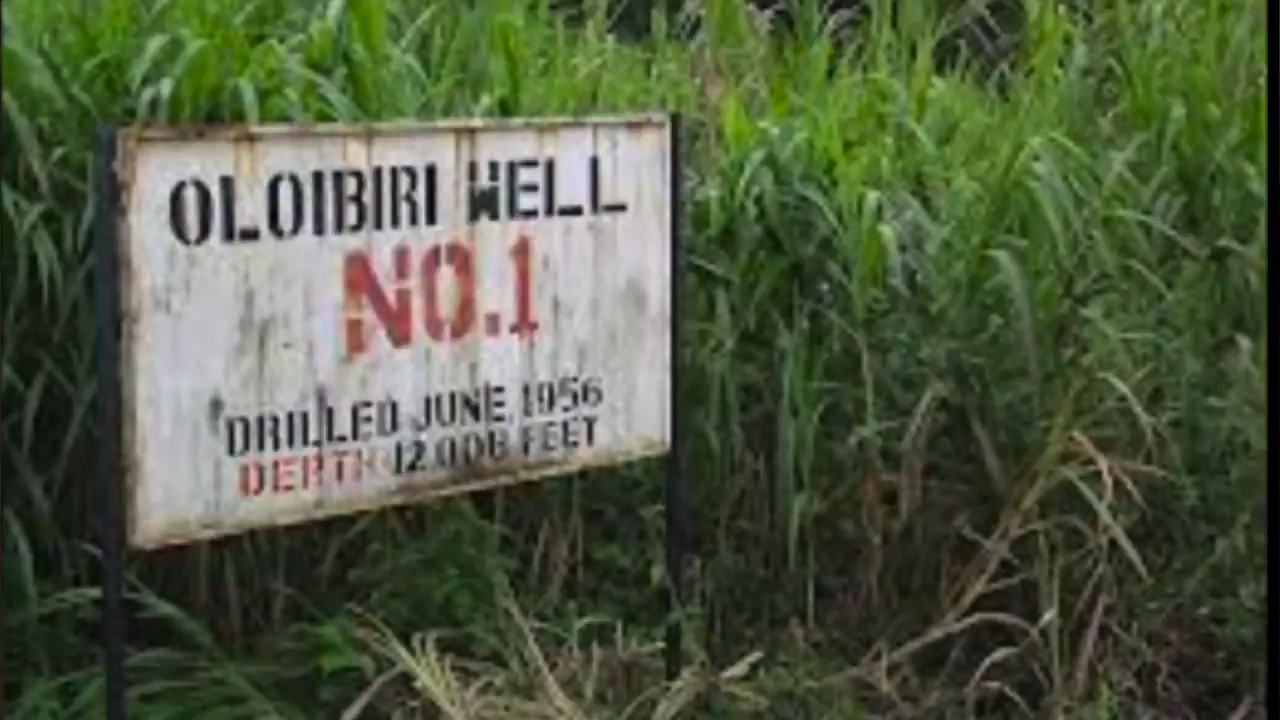 OLOIBIRI WELL
NO.1
DRILLED JUNE, 1956
DEPTH 12.008 FEET